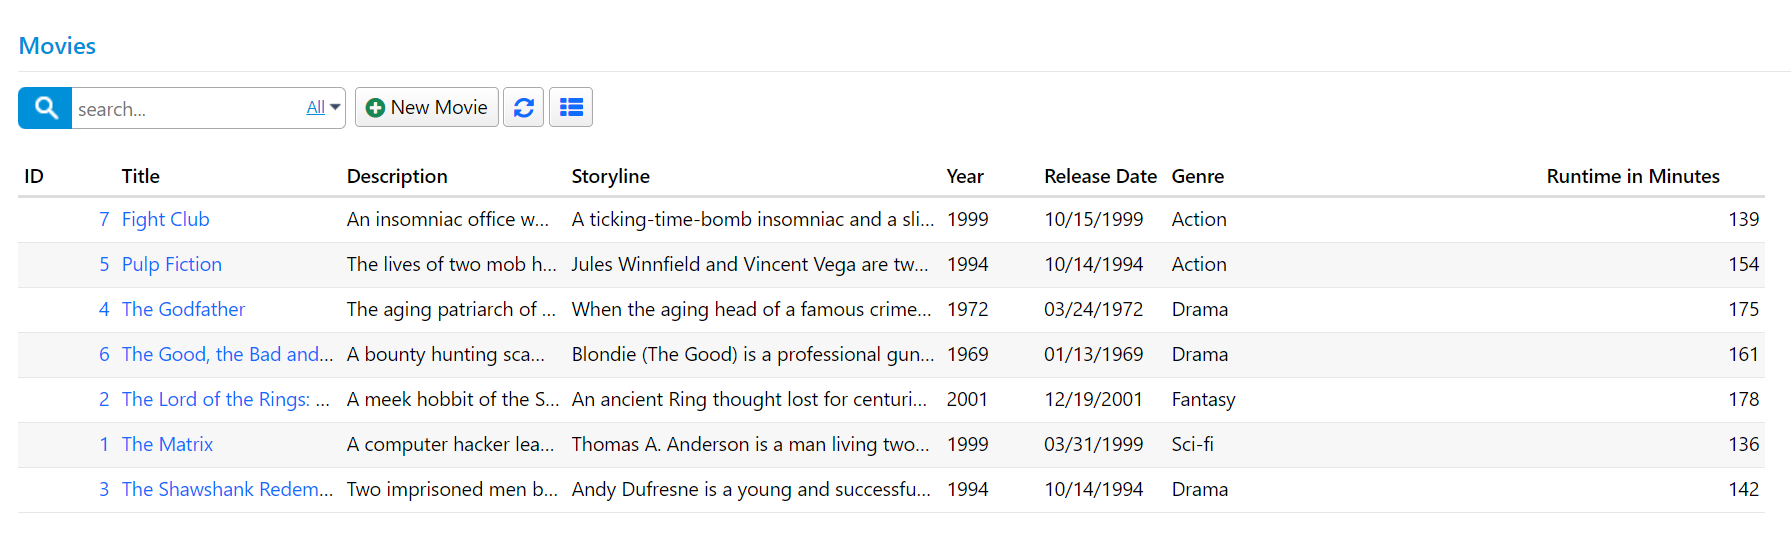 Movies
search... All New Movie
ID Title Description Storyline Year Release Date Genre Runtime in Minutes
7 Fight Club An insomniac office w... A ticking-time-bomb insomniac and a sli... 1999 10/15/1999 Action 139
5 Pulp Fiction The lives of two mob h... Jules Winnfield and Vincent Vega are tw... 1994 10/14/1994 Action 154
4 The Godfather The aging patriarch of ... When the aging head of a famous crime... 1972 03/24/1972 Drama 175
6 The Good, the Bad and... A bounty hunting sca... Blondie (The Good) is a professional gun... 1969 01/13/1969 Drama 161
2 The Lord of the Rings: ... A meek hobbit of the S... An ancient Ring thought lost for centuri... 2001 12/19/2001 Fantasy 178
1 The Matrix A computer hacker lea... Thomas A. Anderson is a man living two... 1999 03/31/1999 Sci-fi 136
3 The Shawshank Redem... Two imprisoned men b... Andy Dufresne is a young and successfu... 1994 10/14/1994 Drama 142